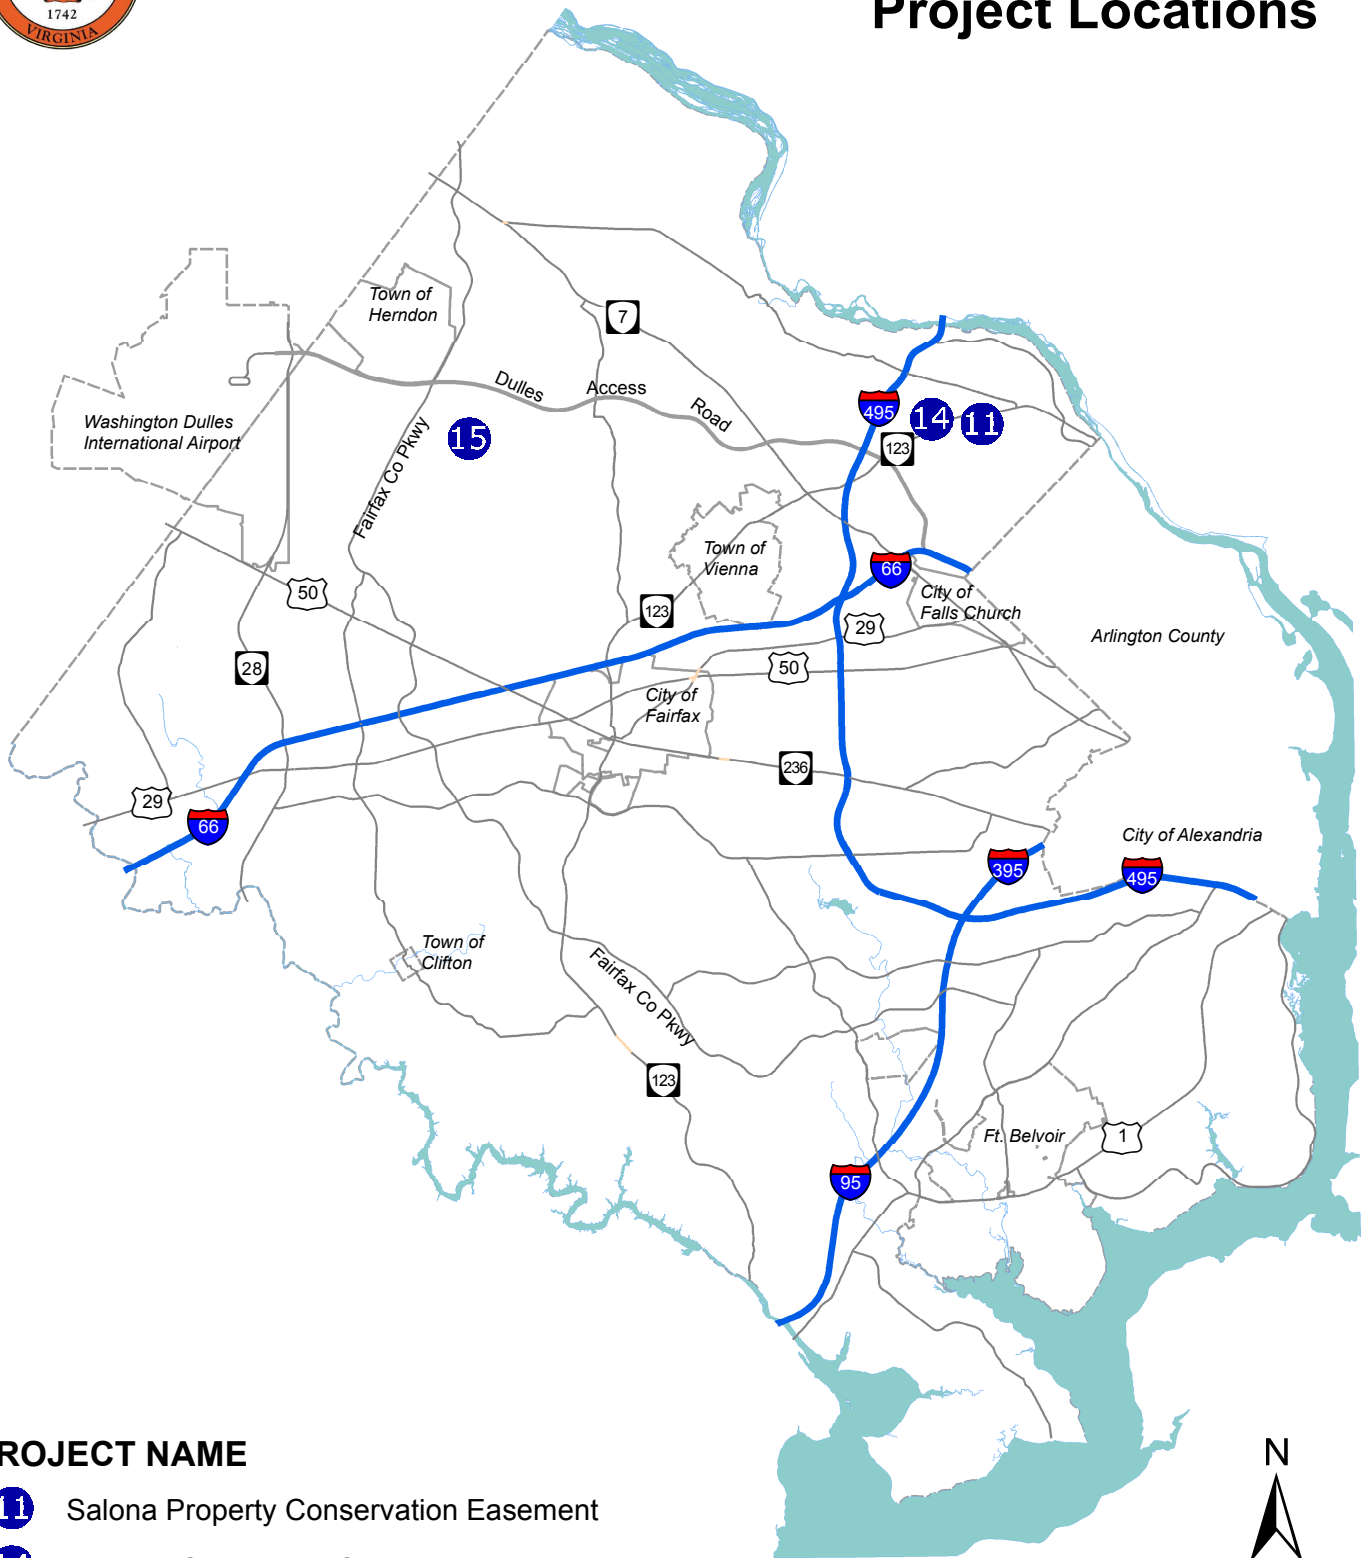 Project Locations
1742
VIRGINIA
Town of
Herndon
7
Dulles Access Road
Washington Dulles
International Airport
Fairfax Co Pkwy
15
495
14
11
123
Town of
Vienna
66
50
123
City of
Falls Church
29
Arlington County
28
50
City of
Fairfax
236
29
66
City of Alexandria
395
495
Town of
Clifton
Fairfax Co Pkwy
123
Ft. Belvoir
1
95
N
ROJECT NAME
11 Salona Property Conservation Easement